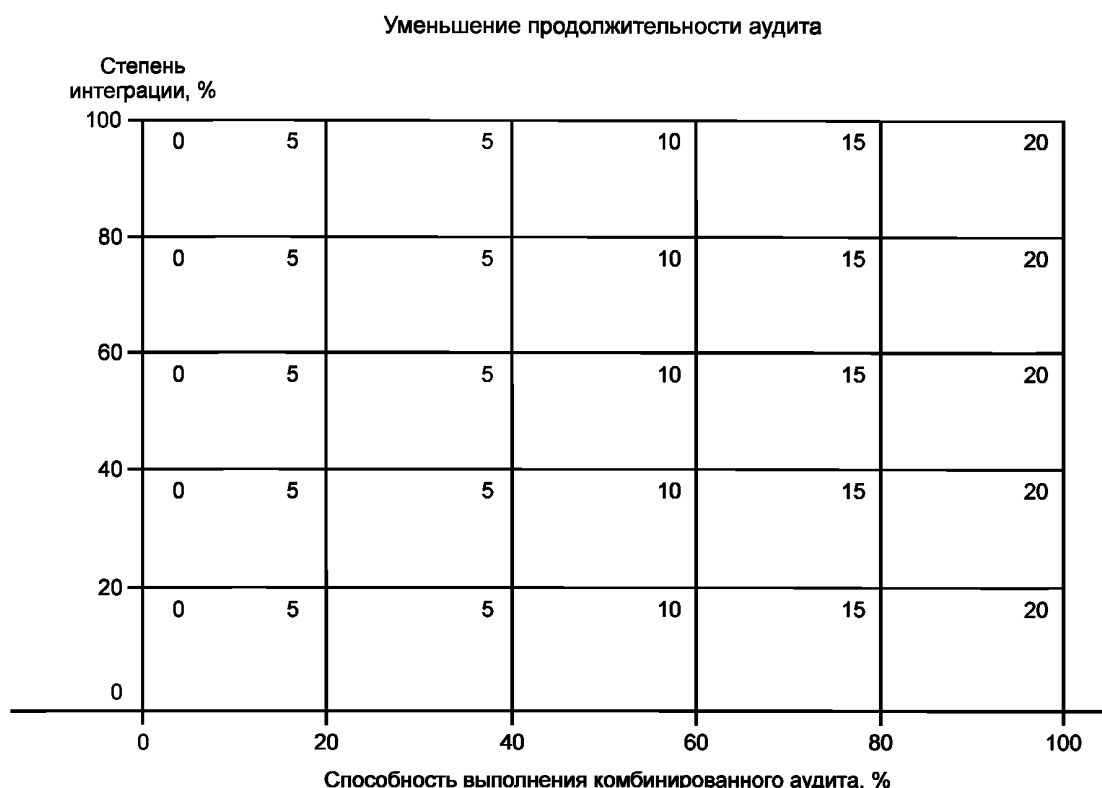 Уменьшение продолжительности аудита
Степень
интеграции, %
100
0 5 5 10 15 20
80
0 5 5 10 15 20
60
0 5 5 10 15 20
40
0 5 5 10 15 20
20
0 5 5 10 15 20
0
0 20 40 60 80 100
Способность выполнения комбинированного аудита, %